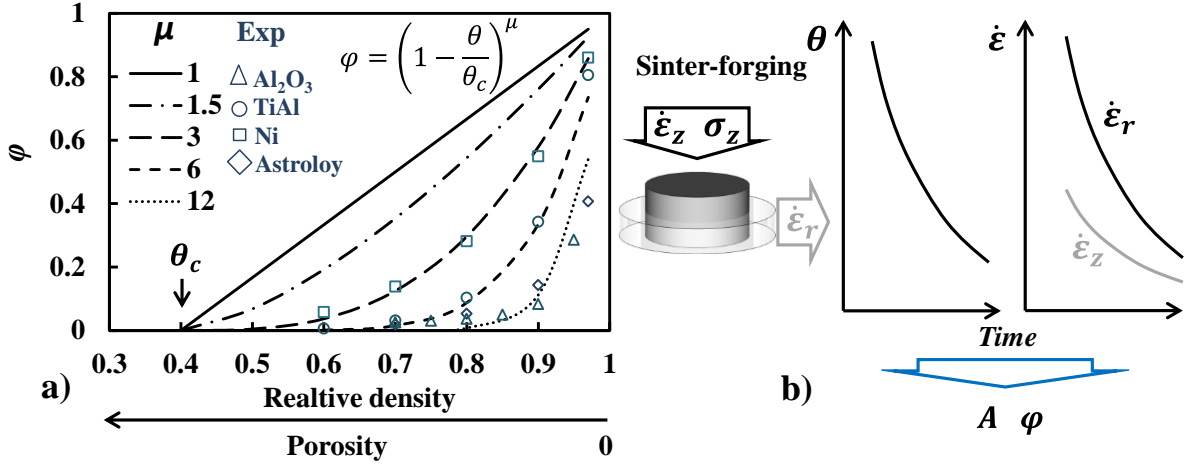 μ
1
1.5
3
6
12
Exp
Al₂O₃
TiAl
Ni
Astroloy
φ = (1 − θ/θc)^μ
θc
φ
1
0.8
0.6
0.4
0.2
0
0.3 0.4 0.5 0.6 0.7 0.8 0.9 1
a)
Realtive density
Porosity 0
Sinter-forging
ε̇z σz
ε̇r
θ
ε̇
ε̇r
ε̇z
Time
b)
A φ